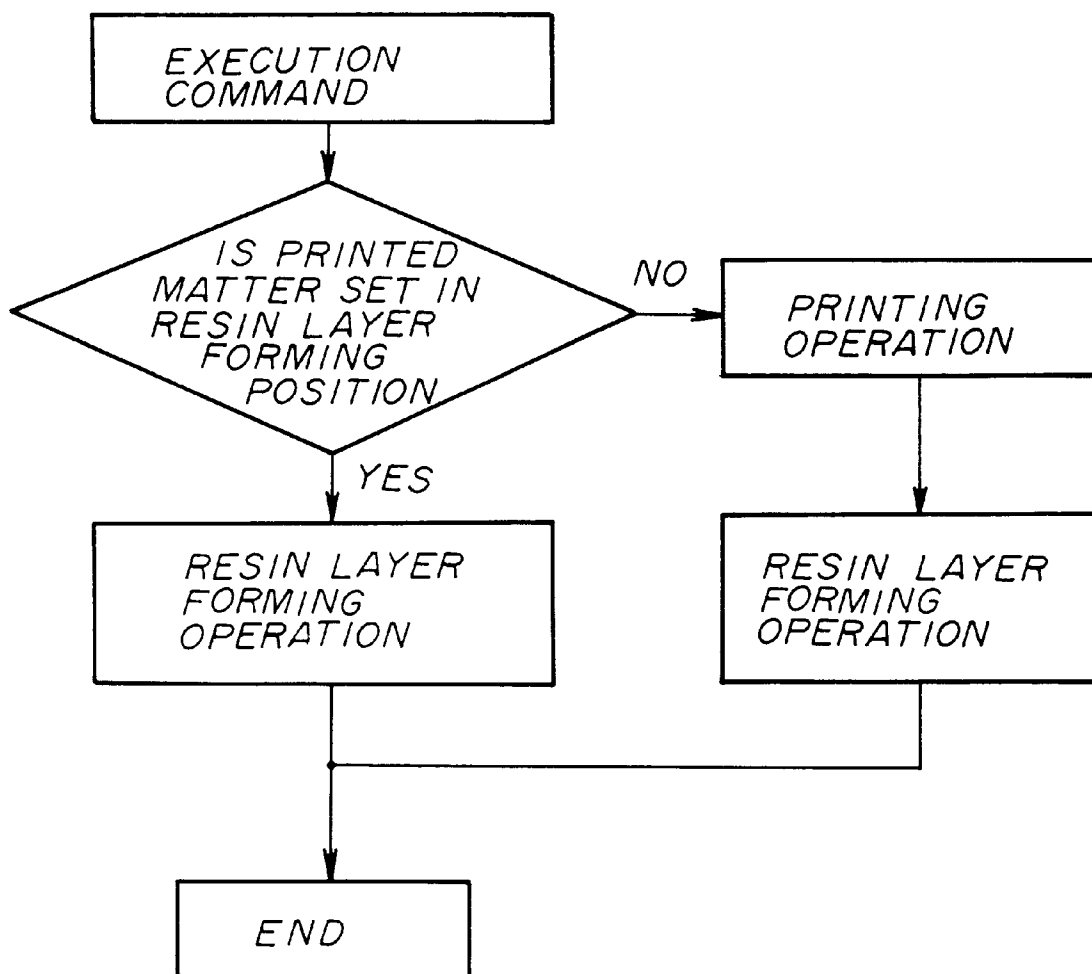 EXECUTION
COMMAND
IS PRINTED
MATTER SET IN
RESIN LAYER
FORMING
POSITION
NO
PRINTING
OPERATION
YES
RESIN LAYER
FORMING
OPERATION
RESIN LAYER
FORMING
OPERATION
END